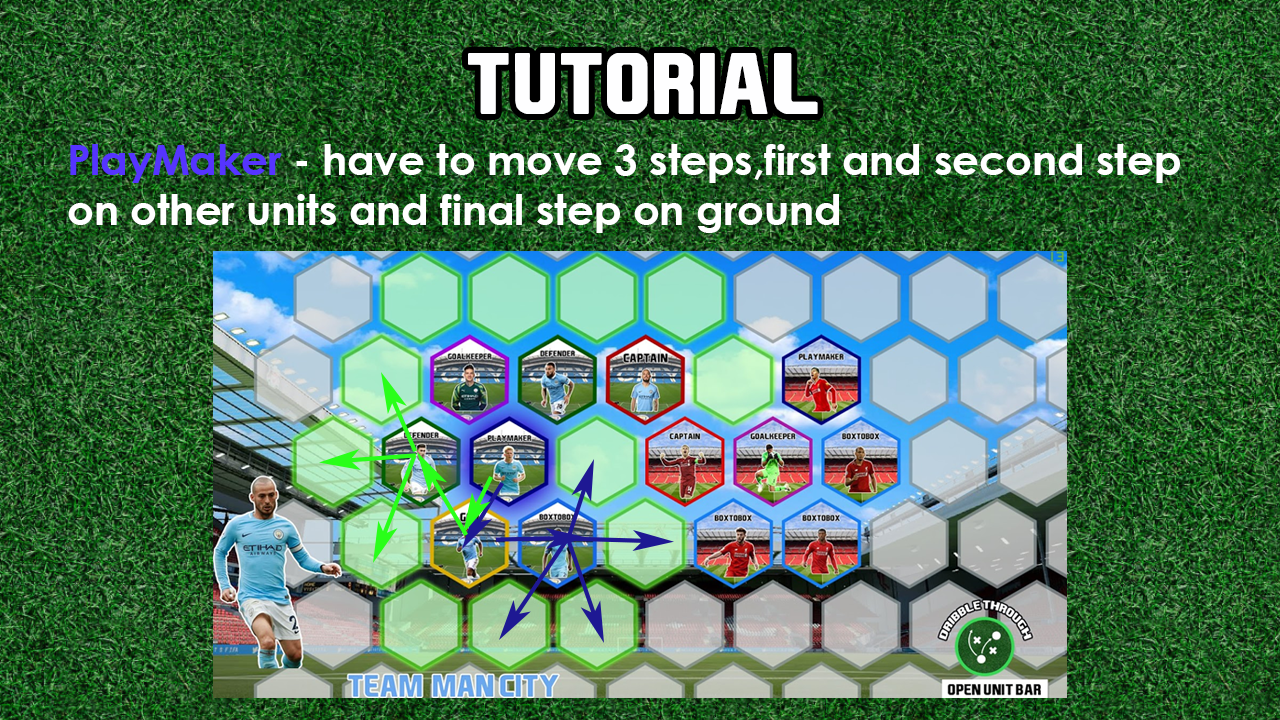 TUTORIAL
PlayMaker - have to move 3 steps,first and second step
on other units and final step on ground
GOALKEEPER
DEFENDER
CAPTAIN
PLAYMAKER
DEFENDER
PLAYMAKER
CAPTAIN
GOALKEEPER
BOXTOBOX
BOXTOBOX
BOXTOBOX
BOXTOBOX
DRIBBLE THROUGH
TEAM MAN CITY
OPEN UNIT BAR